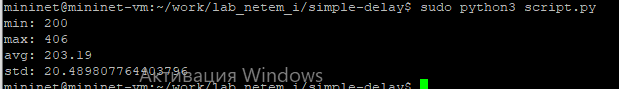 mininet@mininet-vm:~/work/lab_netem_i/simple-delay$ sudo python3 script.py
min: 200
max: 406
avg: 203.19
std: 20.489807764403796
Активация Windows
mininet@mininet-vm:~/work/lab_netem_i/simple-delay$